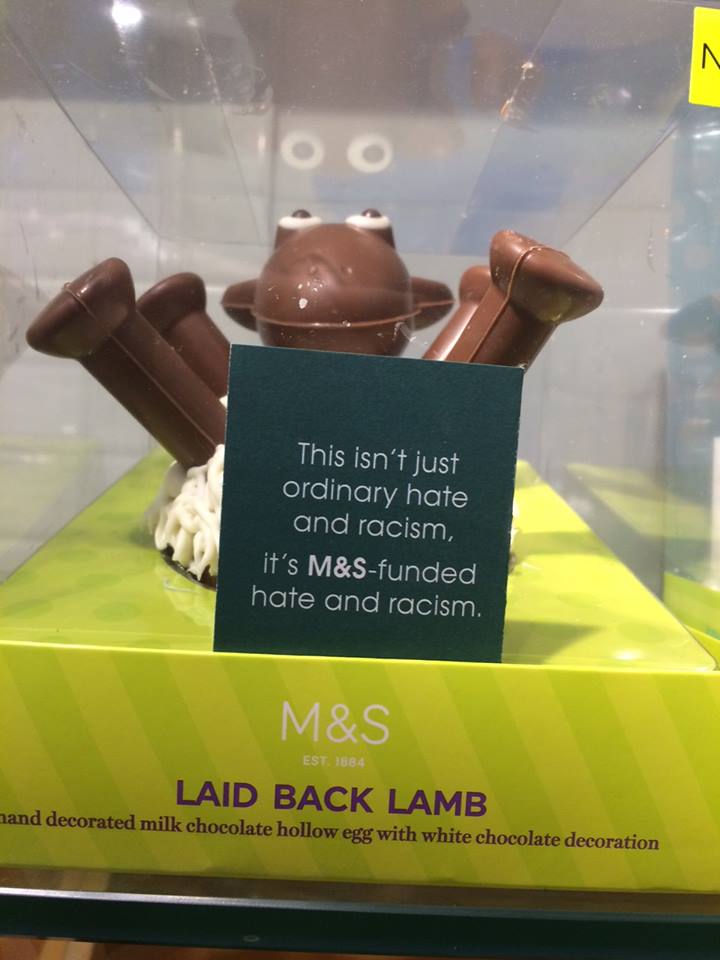 N
This isn't just
ordinary hate
and racism,
it's M&S-funded
hate and racism.
M&S
EST. 1884
LAID BACK LAMB
hand decorated milk chocolate hollow egg with white chocolate decoration